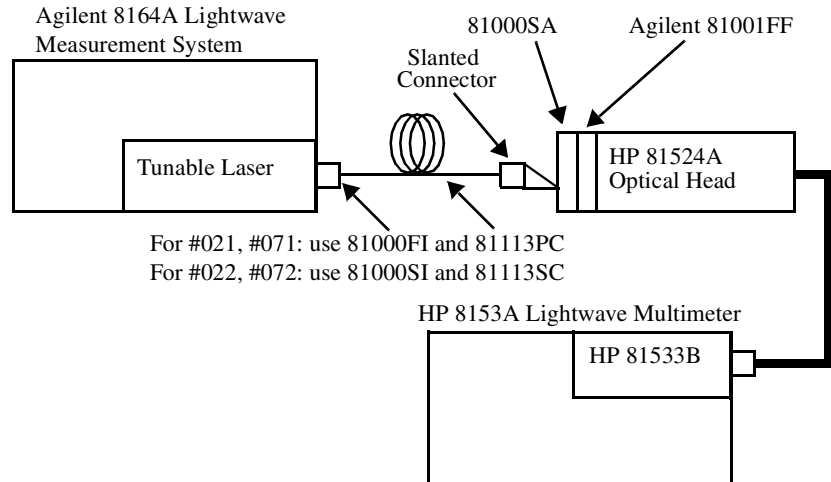 Agilent 8164A Lightwave
Measurement System
81000SA
Agilent 81001FF
Slanted
Connector
Tunable Laser
HP 81524A
Optical Head
For #021, #071: use 81000FI and 81113PC
For #022, #072: use 81000SI and 81113SC
HP 8153A Lightwave Multimeter
HP 81533B